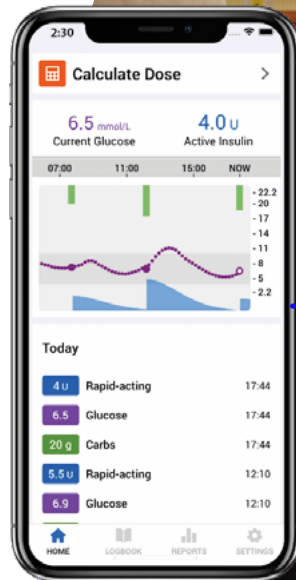 2:30
Calculate Dose
6.5 mmol/L 4.0 U
Current Glucose Active Insulin
07:00 11:00 15:00 NOW
22.2
20
17
14
11
8
5
2.2
Today
4 U Rapid-acting 17:44
6.5 Glucose 17:44
20 g Carbs 17:44
5.5 U Rapid-acting 12:10
6.9 Glucose 12:10
HOME LOGBOOK REPORTS SETTINGS